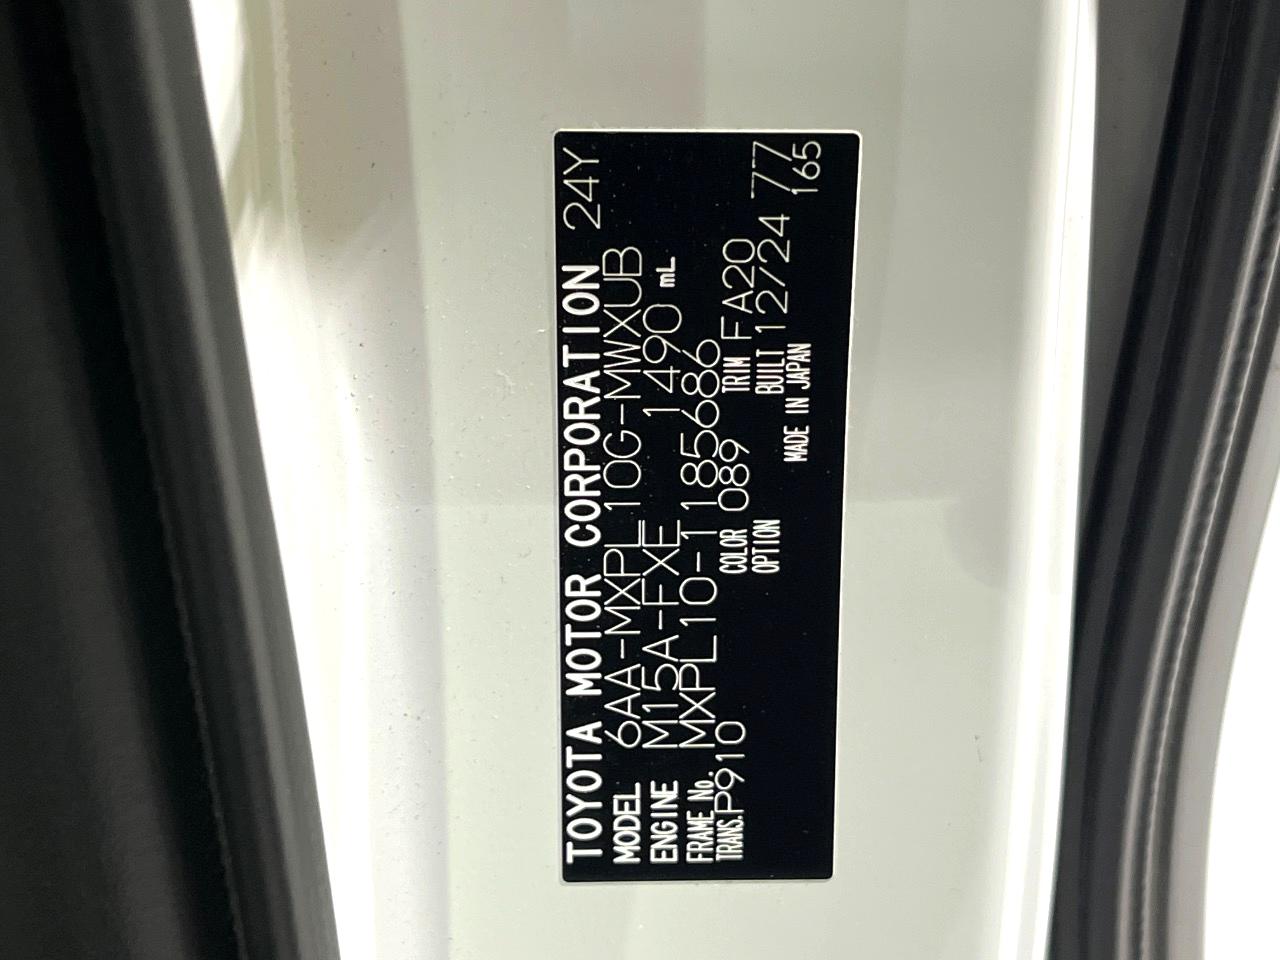 TOYOTA MOTOR CORPORATION 24Y
MODEL 6AA-MXPL10G-MWXUB
ENGINE M15A-FXE 1490 mL
FRAME No. MXPL10-1185686
TRANS. P910 COLOR 089 TRIM FA20
OPTION BUILT 12724 77
MADE IN JAPAN 165